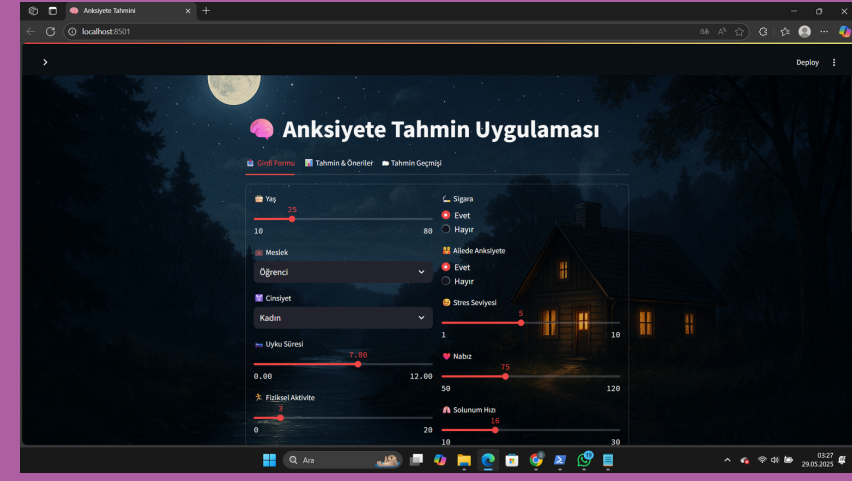 Anksiyete Tahmini
localhost:8501
Deploy
Anksiyete Tahmin Uygulaması
Girdi Formu
Tahmin & Öneriler
Tahmin Geçmişi
Yaş
25
10
80
Meslek
Öğrenci
Cinsiyet
Kadın
Uyku Süresi
7.00
0.00
12.00
Fiziksel Aktivite
3
0
20
Sigara
Evet
Hayır
Ailede Anksiyete
Evet
Hayır
Stres Seviyesi
5
1
10
Nabız
75
50
120
Solunum Hızı
16
10
30
Ara
03:27
29.05.2025